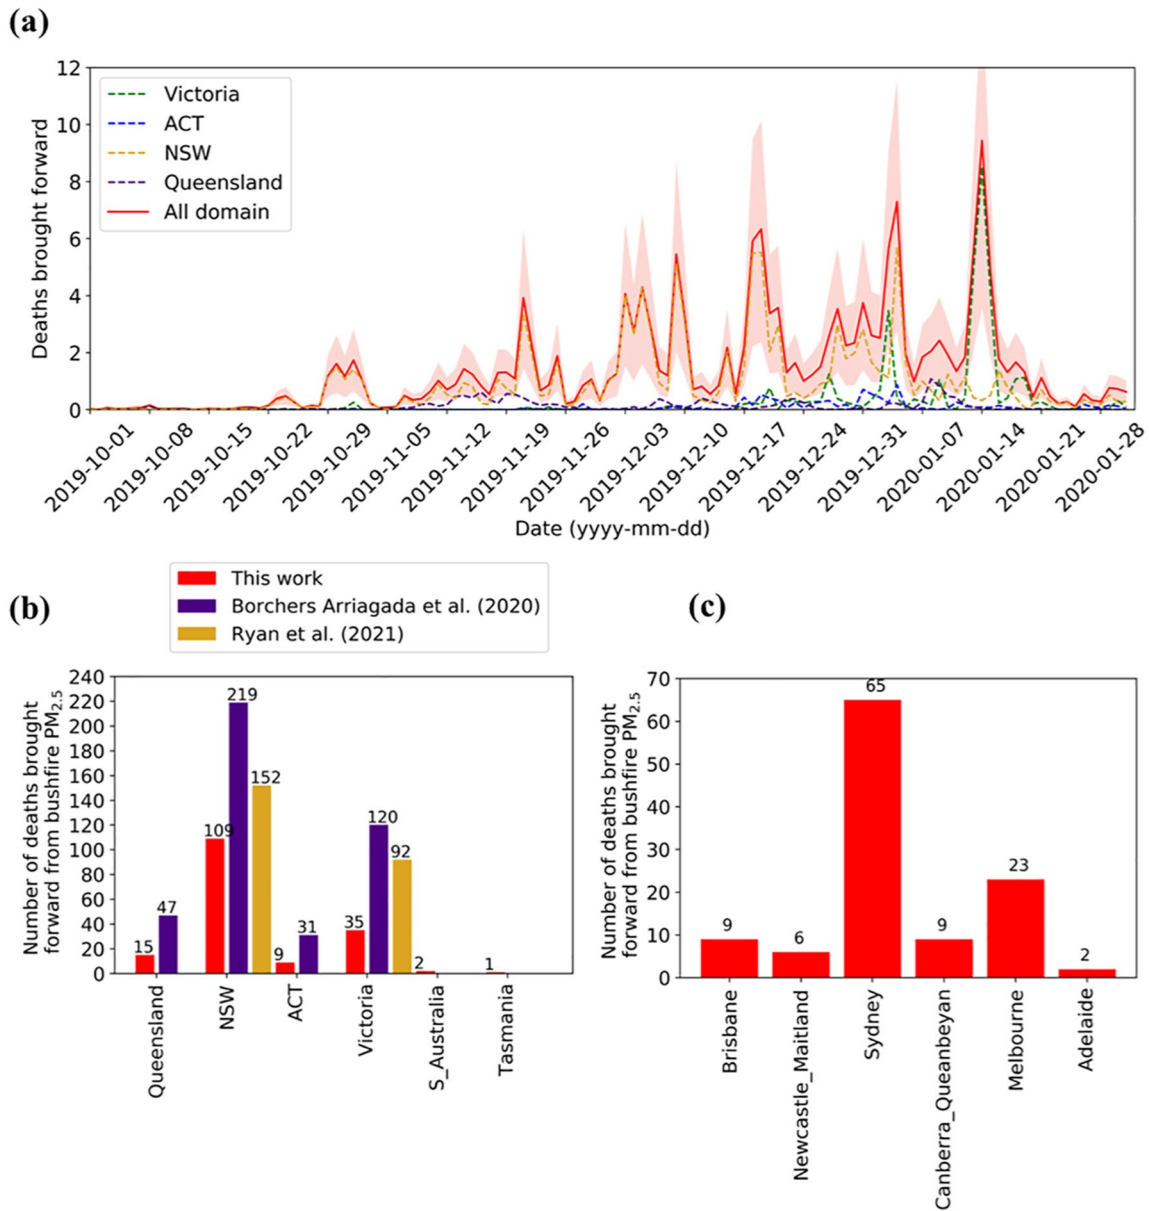 (a)
12
10
8
6
4
2
0
Deaths brought forward
Victoria
ACT
NSW
Queensland
All domain
2019-10-01
2019-10-08
2019-10-15
2019-10-22
2019-10-29
2019-11-05
2019-11-12
2019-11-19
2019-11-26
2019-12-03
2019-12-10
2019-12-17
2019-12-24
2019-12-31
2020-01-07
2020-01-14
2020-01-21
2020-01-28
Date (yyyy-mm-dd)
This work
Borchers Arriagada et al. (2020)
Ryan et al. (2021)
(b)
240
220
200
180
160
140
120
100
80
60
40
20
0
Number of deaths brought
forward from bushfire PM2.5
15
47
109
219
152
9
31
35
120
92
2
1
Queensland
NSW
ACT
Victoria
S_Australia
Tasmania
(c)
70
60
50
40
30
20
10
0
Number of deaths brought
forward from bushfire PM2.5
9
6
65
9
23
2
Brisbane
Newcastle_Maitland
Sydney
Canberra_Queanbeyan
Melbourne
Adelaide